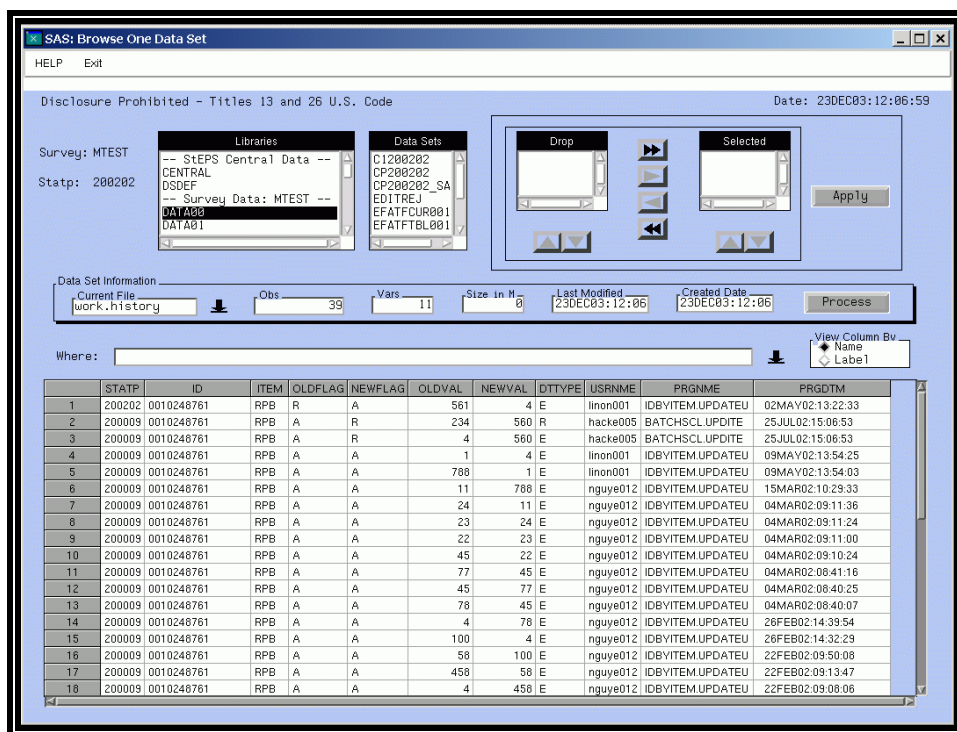 SAS: Browse One Data Set
HELP Exit
Disclosure Prohibited - Titles 13 and 26 U.S. Code Date: 23DEC03:12:06:59
Survey: MTEST
Statp: 200202
Libraries
-- StEPS Central Data --
CENTRAL
DSDEF
-- Survey Data: MTEST --
DATA00
DATA01
Data Sets
C1200202
CP200202
CP200202_SA
EDITREJ
EFATFCUR001
EFATFTBL001
Drop
Selected
Apply
Data Set Information
Current File Obs Vars Size in M Last Modified Created Date
work.history 39 11 0 23DEC03:12:06 23DEC03:12:06 Process
Where:
View Column By
Name
Label
STATP ID ITEM OLDFLAG NEWFLAG OLDVAL NEWVAL DTTYPE USRNME PRGNME PRGDTM
1 200202 0010248761 RPB R A 561 4 E linon001 IDBYITEM.UPDATEU 02MAY02:13:22:33
2 200009 0010248761 RPB A R 234 560 R hacke005 BATCHSCL.UPDITE 25JUL02:15:06:53
3 200009 0010248761 RPB A R 4 560 E hacke005 BATCHSCL.UPDITE 25JUL02:15:06:53
4 200009 0010248761 RPB A A 1 4 E linon001 IDBYITEM.UPDATEU 09MAY02:13:54:25
5 200009 0010248761 RPB A A 788 1 E linon001 IDBYITEM.UPDATEU 09MAY02:13:54:03
6 200009 0010248761 RPB A A 11 788 E nguye012 IDBYITEM.UPDATEU 15MAR02:10:29:33
7 200009 0010248761 RPB A A 24 11 E nguye012 IDBYITEM.UPDATEU 04MAR02:09:11:36
8 200009 0010248761 RPB A A 23 24 E nguye012 IDBYITEM.UPDATEU 04MAR02:09:11:24
9 200009 0010248761 RPB A A 22 23 E nguye012 IDBYITEM.UPDATEU 04MAR02:09:11:00
10 200009 0010248761 RPB A A 45 22 E nguye012 IDBYITEM.UPDATEU 04MAR02:09:10:24
11 200009 0010248761 RPB A A 77 45 E nguye012 IDBYITEM.UPDATEU 04MAR02:08:41:16
12 200009 0010248761 RPB A A 45 77 E nguye012 IDBYITEM.UPDATEU 04MAR02:08:40:25
13 200009 0010248761 RPB A A 78 45 E nguye012 IDBYITEM.UPDATEU 04MAR02:08:40:07
14 200009 0010248761 RPB A A 4 78 E nguye012 IDBYITEM.UPDATEU 26FEB02:14:39:54
15 200009 0010248761 RPB A A 100 4 E nguye012 IDBYITEM.UPDATEU 26FEB02:14:32:29
16 200009 0010248761 RPB A A 58 100 E nguye012 IDBYITEM.UPDATEU 22FEB02:09:50:08
17 200009 0010248761 RPB A A 458 58 E nguye012 IDBYITEM.UPDATEU 22FEB02:09:13:47
18 200009 0010248761 RPB A A 4 458 E nguye012 IDBYITEM.UPDATEU 22FEB02:09:08:06